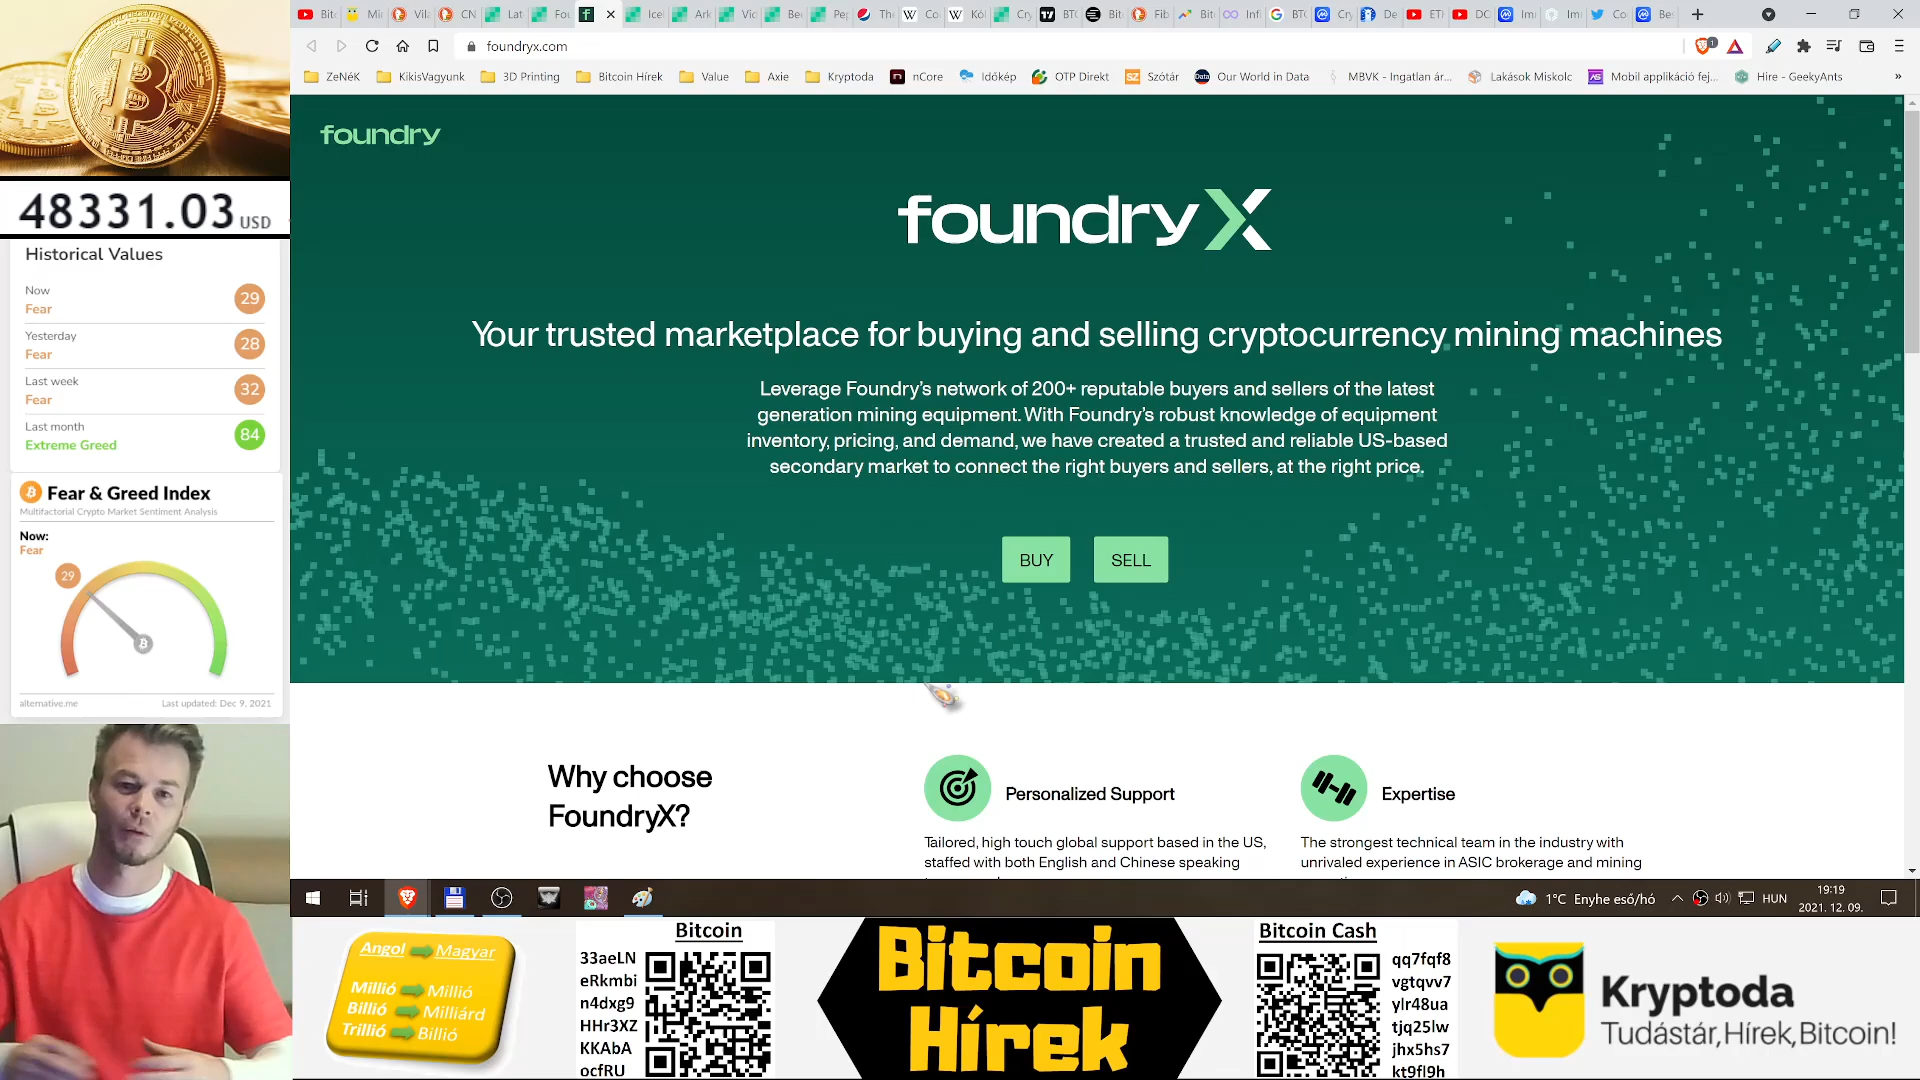 foundryx.com
ZeNéK
KikisVagyunk
3D Printing
Bitcoin Hírek
Value
Axie
Kryptoda
nCore
Időkép
OTP Direkt
Szótár
Our World in Data
MBVK - Ingatlan ár...
Lakások Miskolc
Mobil applikáció fej...
Hire - GeekyAnts
»
48331.03 USD
Historical Values
Now
Fear
29
Yesterday
Fear
28
Last week
Fear
32
Last month
Extreme Greed
84
Fear & Greed Index
Multifactorial Crypto Market Sentiment Analysis
Now:
Fear
29
alternative.me
Last updated: Dec 9, 2021
foundry
foundryX
Your trusted marketplace for buying and selling cryptocurrency mining machines
Leverage Foundry's network of 200+ reputable buyers and sellers of the latest
generation mining equipment. With Foundry's robust knowledge of equipment
inventory, pricing, and demand, we have created a trusted and reliable US-based
secondary market to connect the right buyers and sellers, at the right price.
BUY
SELL
Why choose
FoundryX?
Personalized Support
Tailored, high touch global support based in the US,
staffed with both English and Chinese speaking
Expertise
The strongest technical team in the industry with
unrivaled experience in ASIC brokerage and mining
1°C Enyhe eső/hó
HUN
19:19
2021. 12. 09.
Angol Magyar
Millió Millió
Billió Milliárd
Trillió Billió
Bitcoin
33aeLN
eRkmbi
n4dxg9
HHr3XZ
KKAbA
ocfRU
Bitcoin
Hírek
Bitcoin Cash
qq7fqf8
vgtqvv7
ylr48ua
tjq25lw
jhx5hs7
kt9fl9h
Kryptoda
Tudástár,Hírek,Bitcoin!